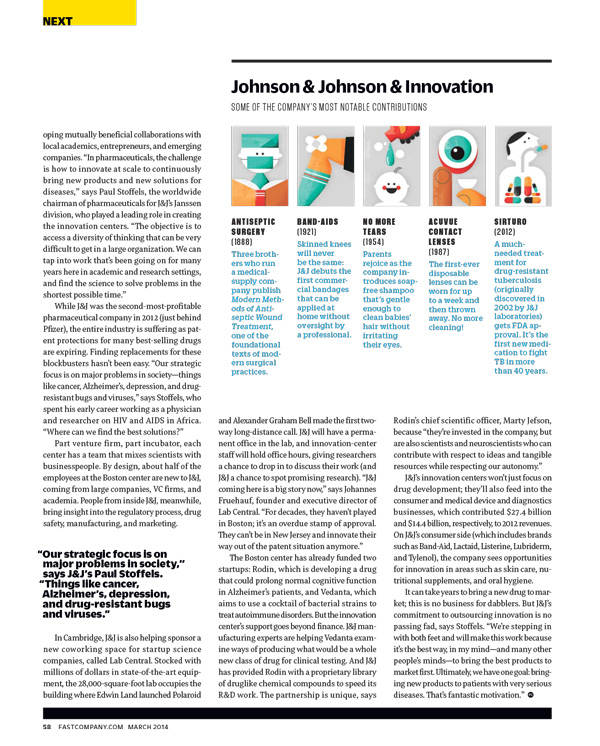 NEXT
Johnson & Johnson & Innovation
SOME OF THE COMPANY'S MOST NOTABLE CONTRIBUTIONS
ANTISEPTIC
SURGERY
(1888)
Three broth-
ers who run
a medical-
supply com-
pany publish
Modern Meth-
ods of Anti-
septic Wound
Treatment,
one of the
foundational
texts of mod-
ern surgical
practices.
BAND-AIDS
(1921)
Skinned knees
will never
be the same:
J&J debuts the
first commer-
cial bandages
that can be
applied at
home without
oversight by
a professional.
NO MORE
TEARS
(1954)
Parents
rejoice as the
company in-
troduces soap-
free shampoo
that's gentle
enough to
clean babies'
hair without
irritating
their eyes.
ACUVUE
CONTACT
LENSES
(1987)
The first-ever
disposable
lenses can be
worn for up
to a week and
then thrown
away. No more
cleaning!
SIRTURO
(2012)
A much-
needed treat-
ment for
drug-resistant
tuberculosis
(originally
discovered in
2002 by J&J
laboratories)
gets FDA ap-
proval. It's the
first new medi-
cation to fight
TB in more
than 40 years.
oping mutually beneficial collaborations with
local academics, entrepreneurs, and emerging
companies. "In pharmaceuticals, the challenge
is how to innovate at scale to continuously
bring new products and new solutions for
diseases," says Paul Stoffels, the worldwide
chairman of pharmaceuticals for J&J's Janssen
division, who played a leading role in creating
the innovation centers. "The objective is to
access a diversity of thinking that can be very
difficult to get in a large organization. We can
tap into work that's been going on for many
years here in academic and research settings,
and find the science to solve problems in the
shortest possible time."
While J&J was the second-most-profitable
pharmaceutical company in 2012 (just behind
Pfizer), the entire industry is suffering as pat-
ent protections for many best-selling drugs
are expiring. Finding replacements for these
blockbusters hasn't been easy. "Our strategic
focus is on major problems in society—things
like cancer, Alzheimer's, depression, and drug-
resistant bugs and viruses," says Stoffels, who
spent his early career working as a physician
and researcher on HIV and AIDS in Africa.
"Where can we find the best solutions?"
Part venture firm, part incubator, each
center has a team that mixes scientists with
businesspeople. By design, about half of the
employees at the Boston center are new to J&J,
coming from large companies, VC firms, and
academia. People from inside J&J, meanwhile,
bring insight into the regulatory process, drug
safety, manufacturing, and marketing.
"Our strategic focus is on
major problems in society,"
says J&J's Paul Stoffels.
"Things like cancer,
Alzheimer's, depression,
and drug-resistant bugs
and viruses."
In Cambridge, J&J is also helping sponsor a
new coworking space for startup science
companies, called Lab Central. Stocked with
millions of dollars in state-of-the-art equip-
ment, the 28,000-square-foot lab occupies the
building where Edwin Land launched Polaroid
and Alexander Graham Bell made the first two-
way long-distance call. J&J will have a perma-
nent office in the lab, and innovation-center
staff will hold office hours, giving researchers
a chance to drop in to discuss their work (and
J&J a chance to spot promising research). "J&J
coming here is a big story now," says Johannes
Fruehauf, founder and executive director of
Lab Central. "For decades, they haven't played
in Boston; it's an overdue stamp of approval.
They can't be in New Jersey and innovate their
way out of the patent situation anymore."
The Boston center has already funded two
startups: Rodin, which is developing a drug
that could prolong normal cognitive function
in Alzheimer's patients, and Vedanta, which
aims to use a cocktail of bacterial strains to
treat autoimmune disorders. But the innovation
center's support goes beyond finance. J&J man-
ufacturing experts are helping Vedanta exam-
ine ways of producing what would be a whole
new class of drug for clinical testing. And J&J
has provided Rodin with a proprietary library
of druglike chemical compounds to speed its
R&D work. The partnership is unique, says
Rodin's chief scientific officer, Marty Jefson,
because "they're invested in the company, but
are also scientists and neuroscientists who can
contribute with respect to ideas and tangible
resources while respecting our autonomy."
J&J's innovation centers won't just focus on
drug development; they'll also feed into the
consumer and medical device and diagnostics
businesses, which contributed $27.4 billion
and $14.4 billion, respectively, to 2012 revenues.
On J&J's consumer side (which includes brands
such as Band-Aid, Lactaid, Listerine, Lubriderm,
and Tylenol), the company sees opportunities
for innovation in areas such as skin care, nu-
tritional supplements, and oral hygiene.
It can take years to bring a new drug to mar-
ket; this is no business for dabblers. But J&J's
commitment to outsourcing innovation is no
passing fad, says Stoffels. "We're stepping in
with both feet and will make this work because
it's the best way, in my mind—and many other
people's minds—to bring the best products to
market first. Ultimately, we have one goal: bring-
ing new products to patients with very serious
diseases. That's fantastic motivation."
58 FASTCOMPANY.COM MARCH 2014